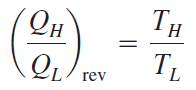 (Q_H / Q_L)_rev = T_H / T_L